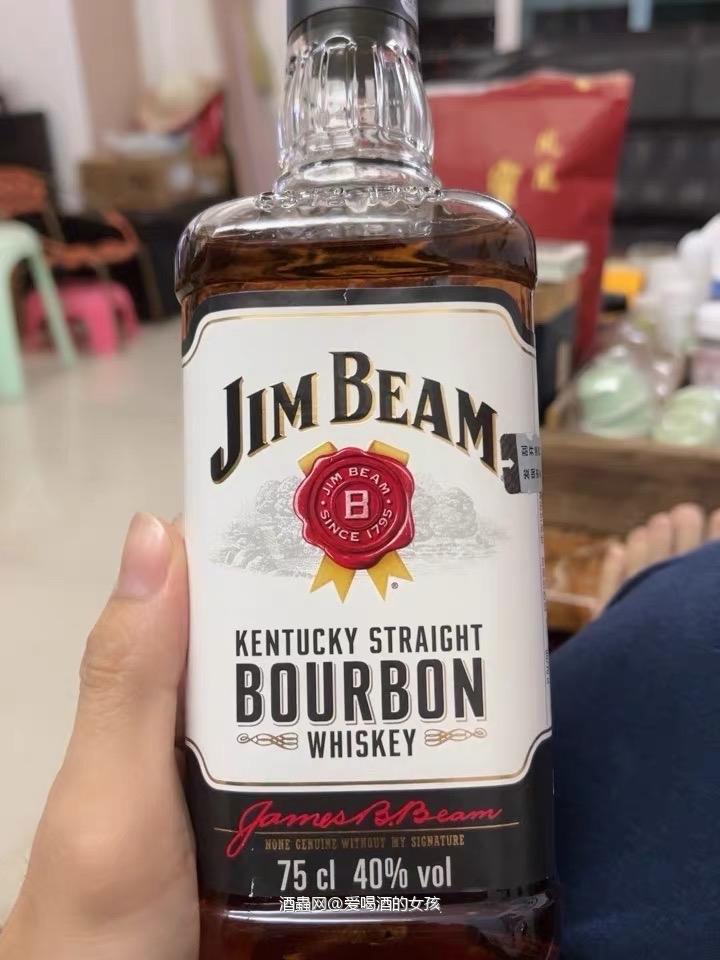 JIM BEAM
JIM BEAM
B
SINCE 1795
®
KENTUCKY STRAIGHT
BOURBON
WHISKEY
James B. Beam
NONE GENUINE WITHOUT MY SIGNATURE
75 cl 40% vol
酒蟲网@爱喝酒的女孩